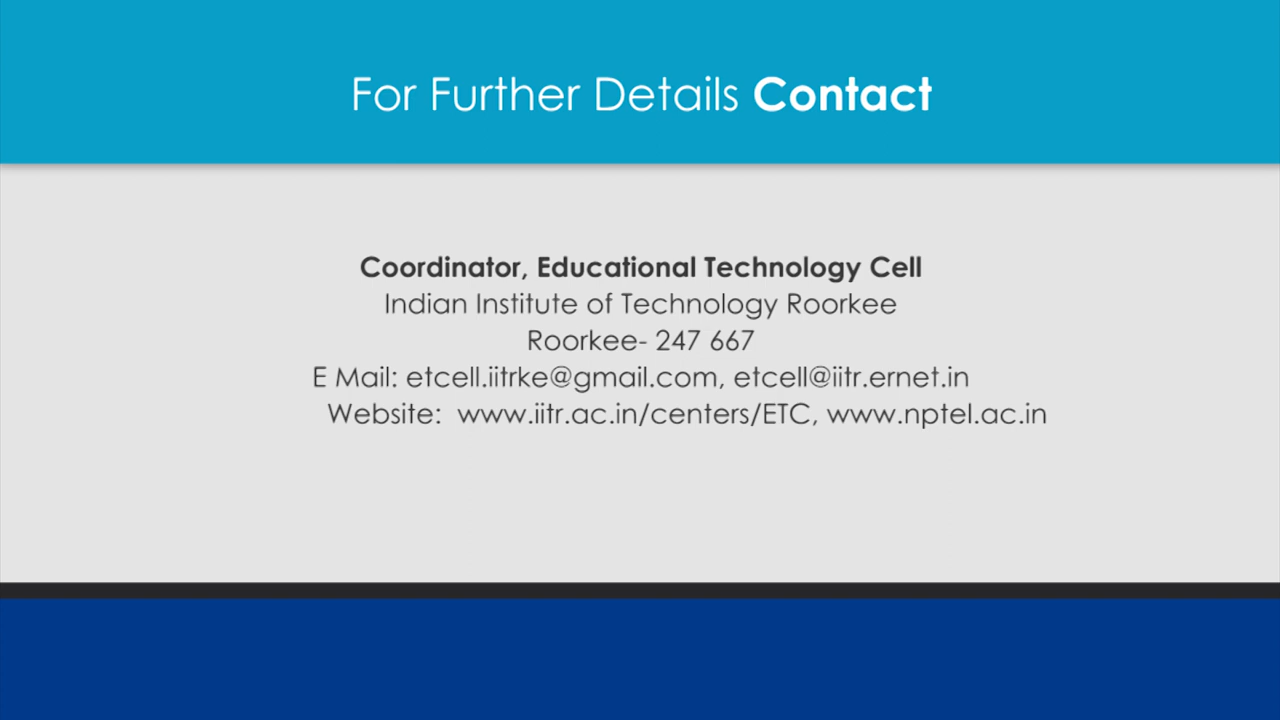 For Further Details Contact
Coordinator, Educational Technology Cell
Indian Institute of Technology Roorkee
Roorkee- 247 667
E Mail: etcell.iitrke@gmail.com, etcell@iitr.ernet.in
Website: www.iitr.ac.in/centers/ETC, www.nptel.ac.in